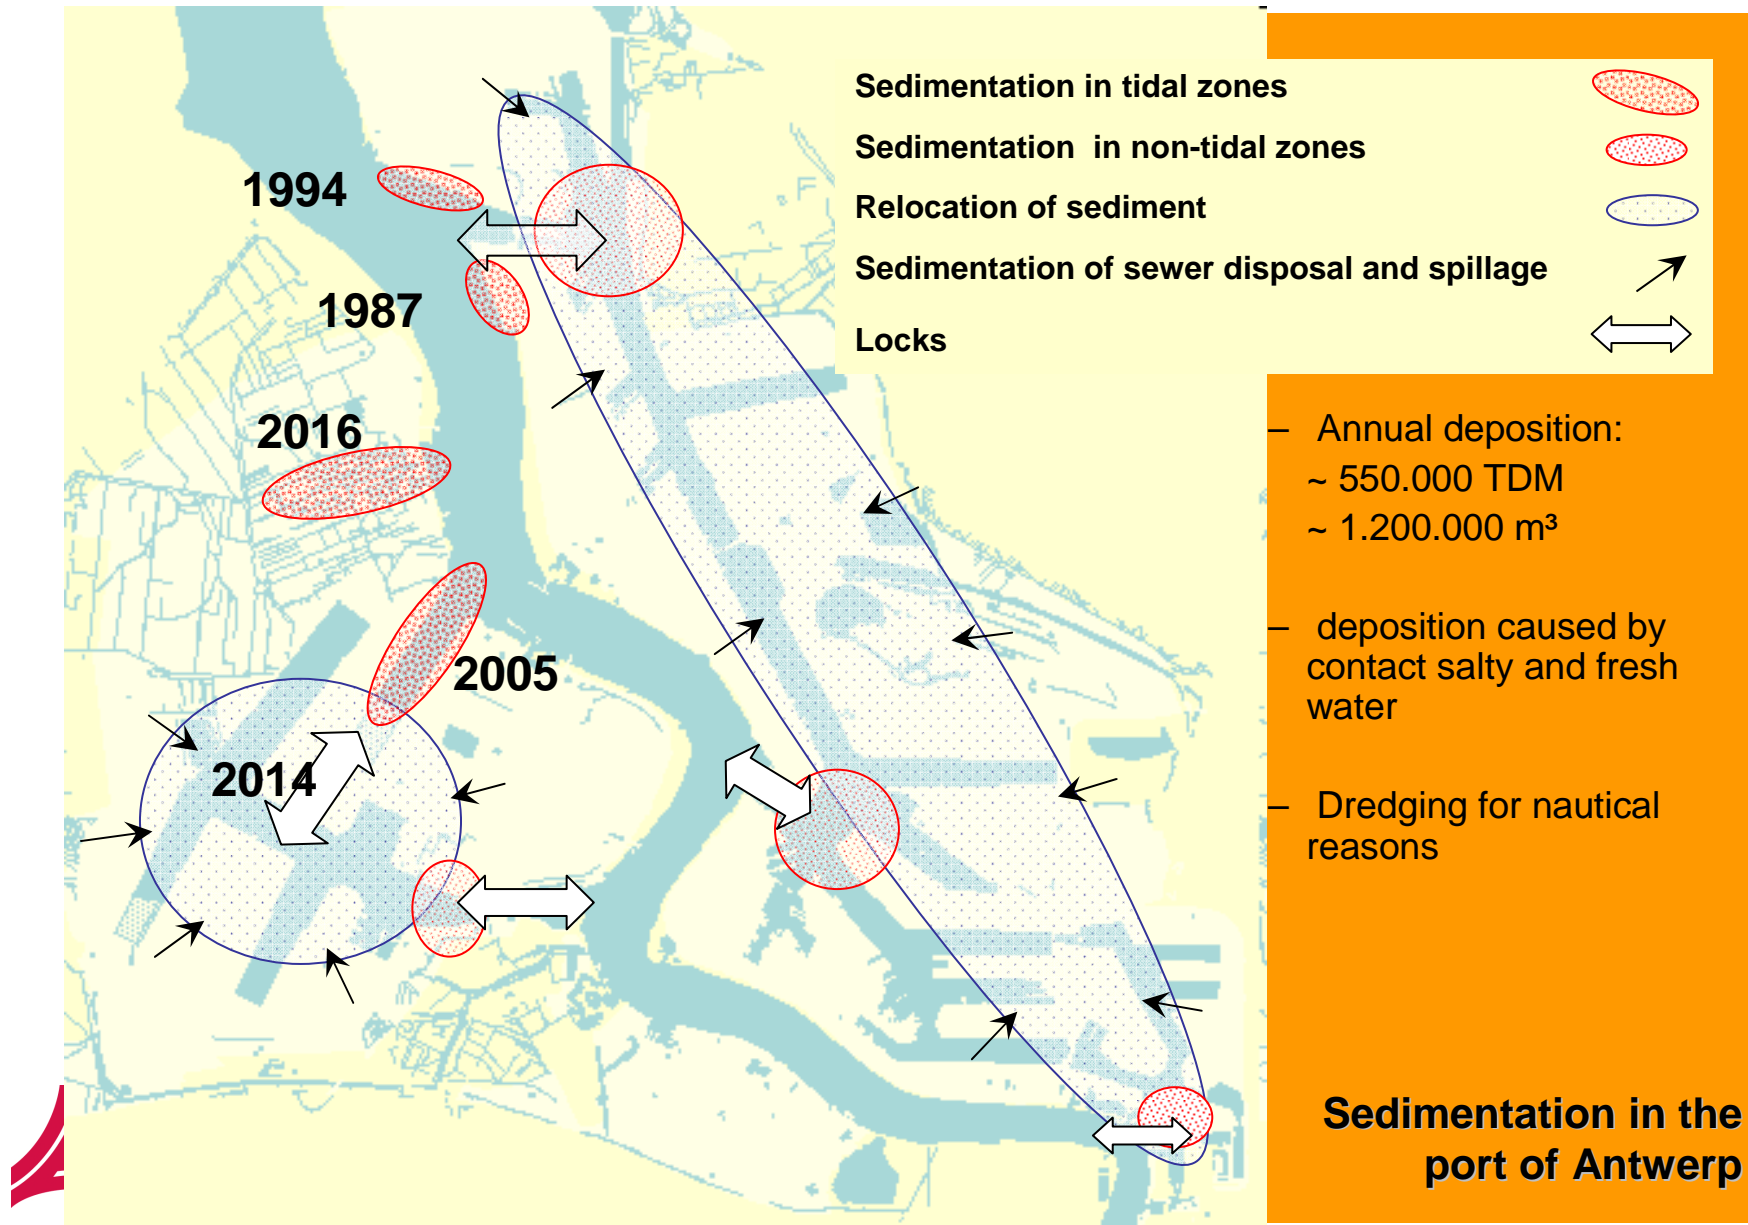 Sedimentation in tidal zones
Sedimentation in non-tidal zones
Relocation of sediment
Sedimentation of sewer disposal and spillage
Locks
1994
1987
2016
2005
2014
– Annual deposition:
~ 550.000 TDM
~ 1.200.000 m³
– deposition caused by
contact salty and fresh
water
– Dredging for nautical
reasons
Sedimentation in the
port of Antwerp